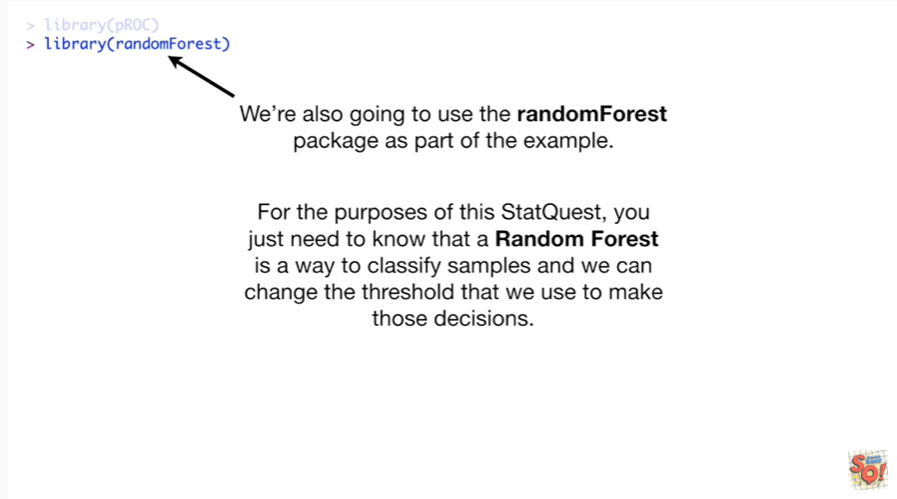 > library(pROC)
> library(randomForest)
We're also going to use the randomForest
package as part of the example.
For the purposes of this StatQuest, you
just need to know that a Random Forest
is a way to classify samples and we can
change the threshold that we use to make
those decisions.
SQ!